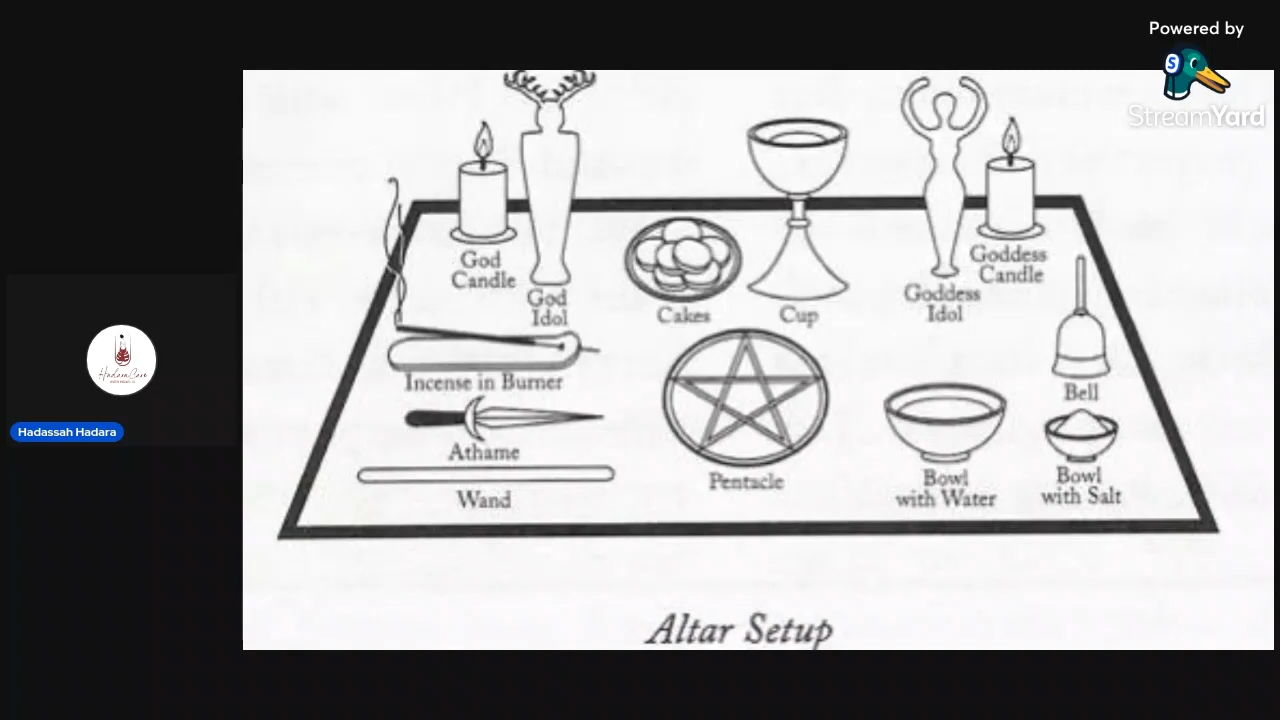 Powered by
S
StreamYard
God
Candle
God
Idol
Cakes
Cup
Goddess
Idol
Goddess
Candle
Bell
Incense in Burner
Athame
Wand
Pentacle
Bowl
with Water
Bowl
with Salt
Altar Setup
HadaraCare
Hadassah Hadara